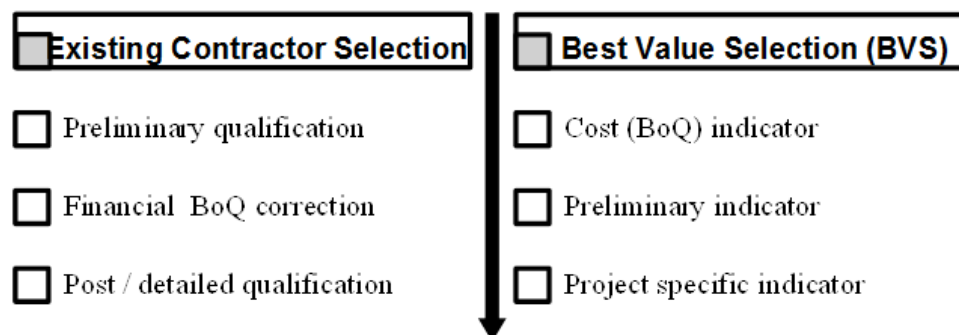 Existing Contractor Selection
Preliminary qualification
Financial BoQ correction
Post / detailed qualification
Best Value Selection (BVS)
Cost (BoQ) indicator
Preliminary indicator
Project specific indicator